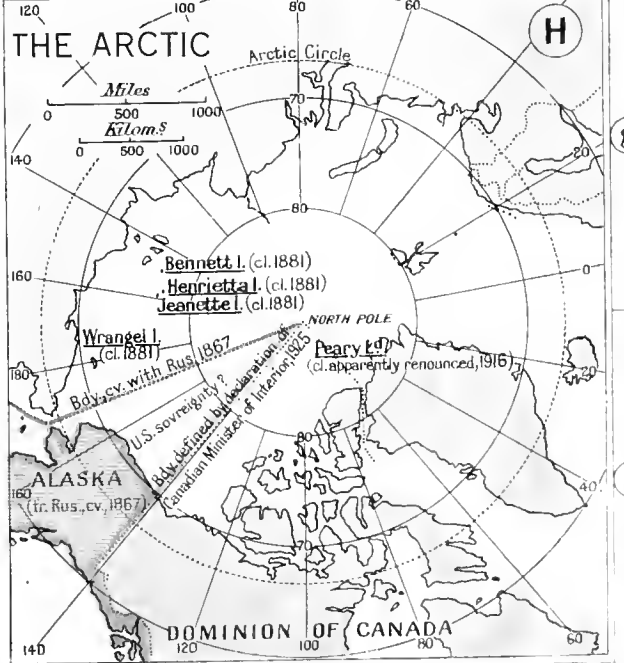 120
100
80
60
H
THE ARCTIC
Arctic Circle
Miles
0 500 1000
Kilom.s
0 500 1000
70
140
20
80
160
0
Bennett I. (cl.1881)
Henrietta I. (cl.1881)
Jeanette I. (cl.1881)
NORTH POLE
Wrangel I.
(cl.1881)
Peary Ld.
(cl. apparently renounced, 1916)
180
20
Bdy., cv. with Rus. 1867
U.S. sovreignty?
Bdy. defined by declaration of
Canadian Minister of Interior, 1925
80
ALASKA
(fr. Rus., cv., 1867)
160
40
70
DOMINION OF CANADA
140
120
100
80
60